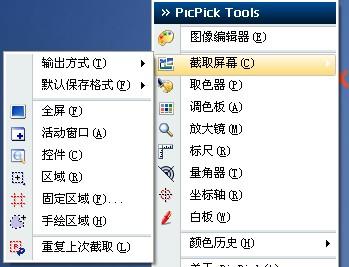 » PicPick Tools
图像编辑器(E)
截取屏幕(C)
取色器(P)
调色板(A)
放大镜(M)
标尺(R)
量角器(T)
坐标轴(R)
白板(W)
颜色历史(H)
输出方式(T)
默认保存格式(F)
全屏(F)
活动窗口(A)
控件(C)
区域(R)
固定区域(F)...
手绘区域(H)
重复上次截取(L)